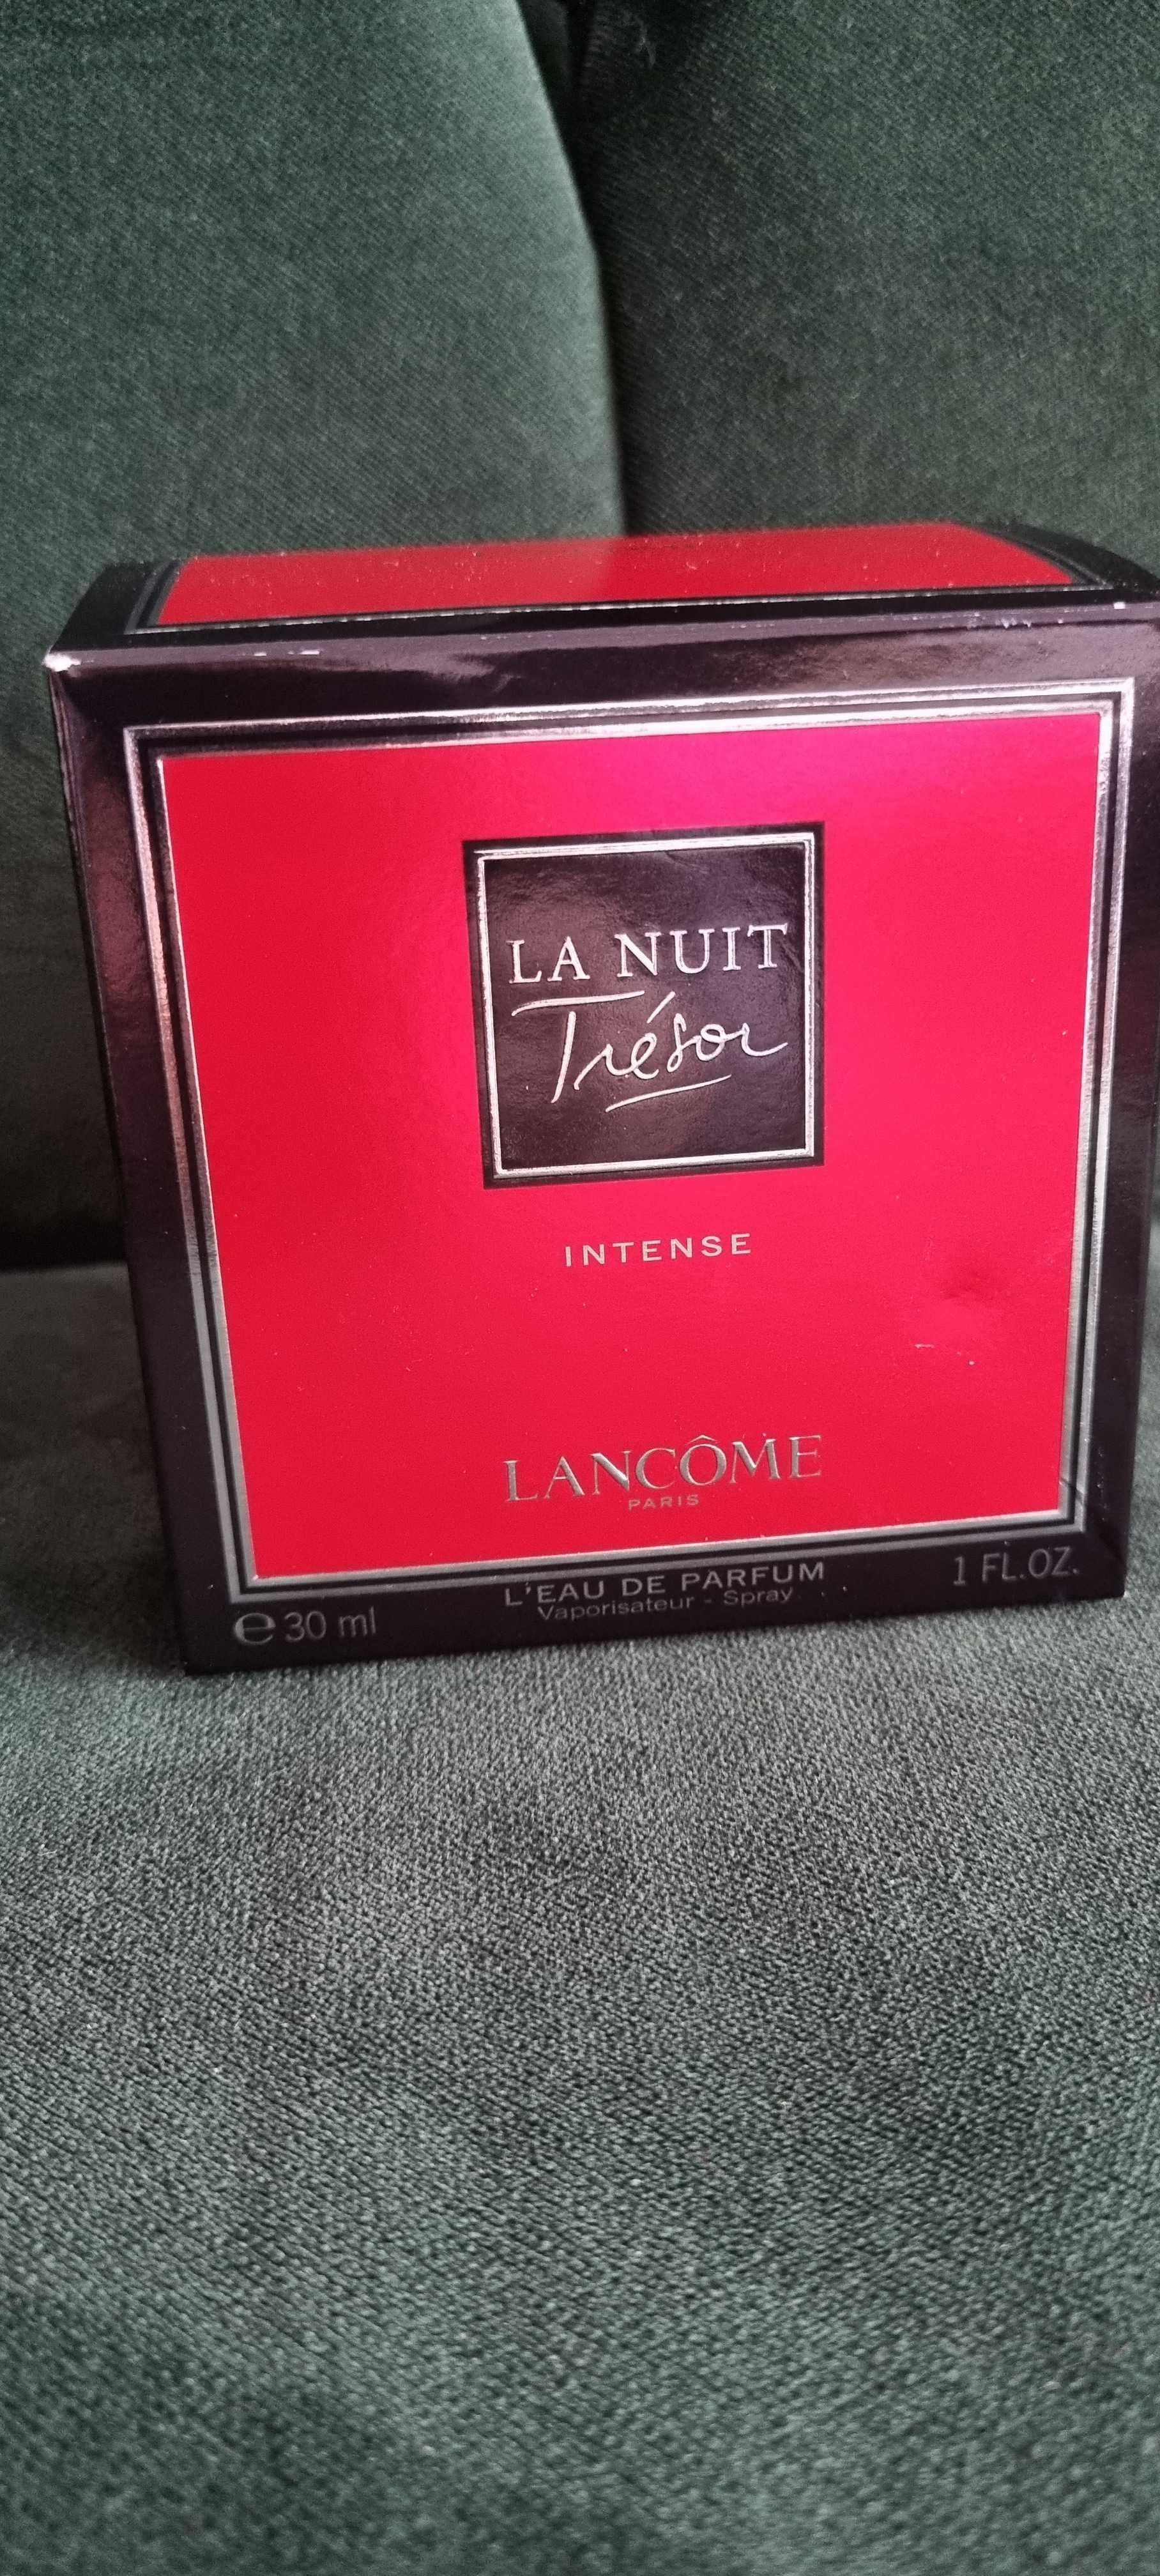 LA NUIT
Trésor
INTENSE
LANCÔME
PARIS
L'EAU DE PARFUM
Vaporisateur - Spray
℮ 30 ml
1 FL.OZ.